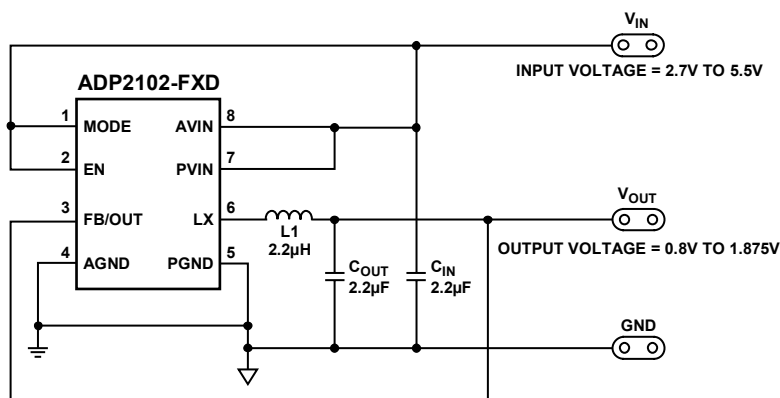 V_IN
INPUT VOLTAGE = 2.7V TO 5.5V
ADP2102-FXD
1 MODE AVIN 8
2 EN PVIN 7
3 FB/OUT LX 6
L1
2.2µH
4 AGND PGND 5
V_OUT
OUTPUT VOLTAGE = 0.8V TO 1.875V
C_OUT
2.2µF
C_IN
2.2µF
GND